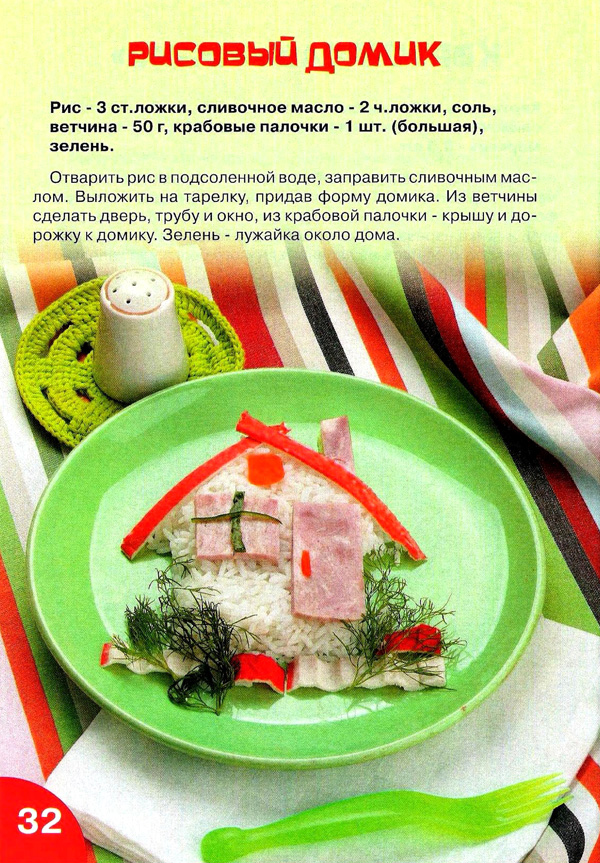 РИСОВЫЙ ДОМИК
Рис - 3 ст.ложки, сливочное масло - 2 ч.ложки, соль,
ветчина - 50 г, крабовые палочки - 1 шт. (большая),
зелень.
Отварить рис в подсоленной воде, заправить сливочным мас-
лом. Выложить на тарелку, придав форму домика. Из ветчины
сделать дверь, трубу и окно, из крабовой палочки - крышу и до-
рожку к домику. Зелень - лужайка около дома.
32